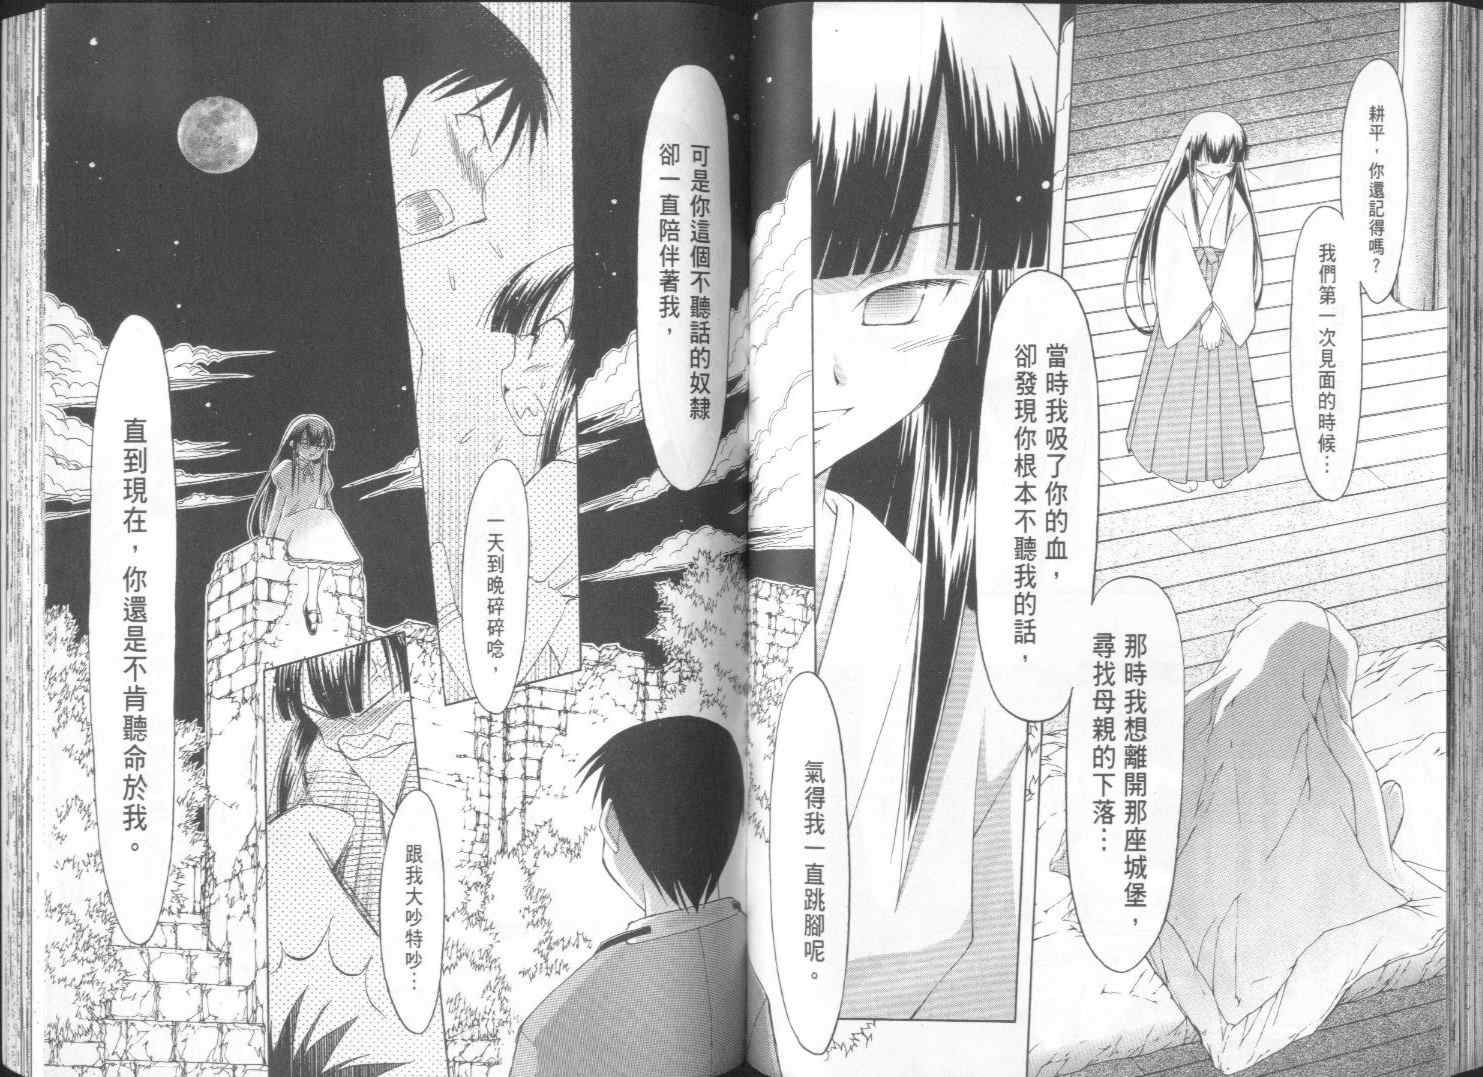 耕平，你還記得嗎？
我們第一次見面的時候…
當時我吸了你的血，
卻發現你根本不聽我的話，
那時我想離開那座城堡，
尋找母親的下落…
氣得我一直跳腳呢。
可是你這個不聽話的奴隸
卻一直陪伴著我，
一天到晚碎碎唸，
跟我大吵特吵…
直到現在，你還是不肯聽命於我。